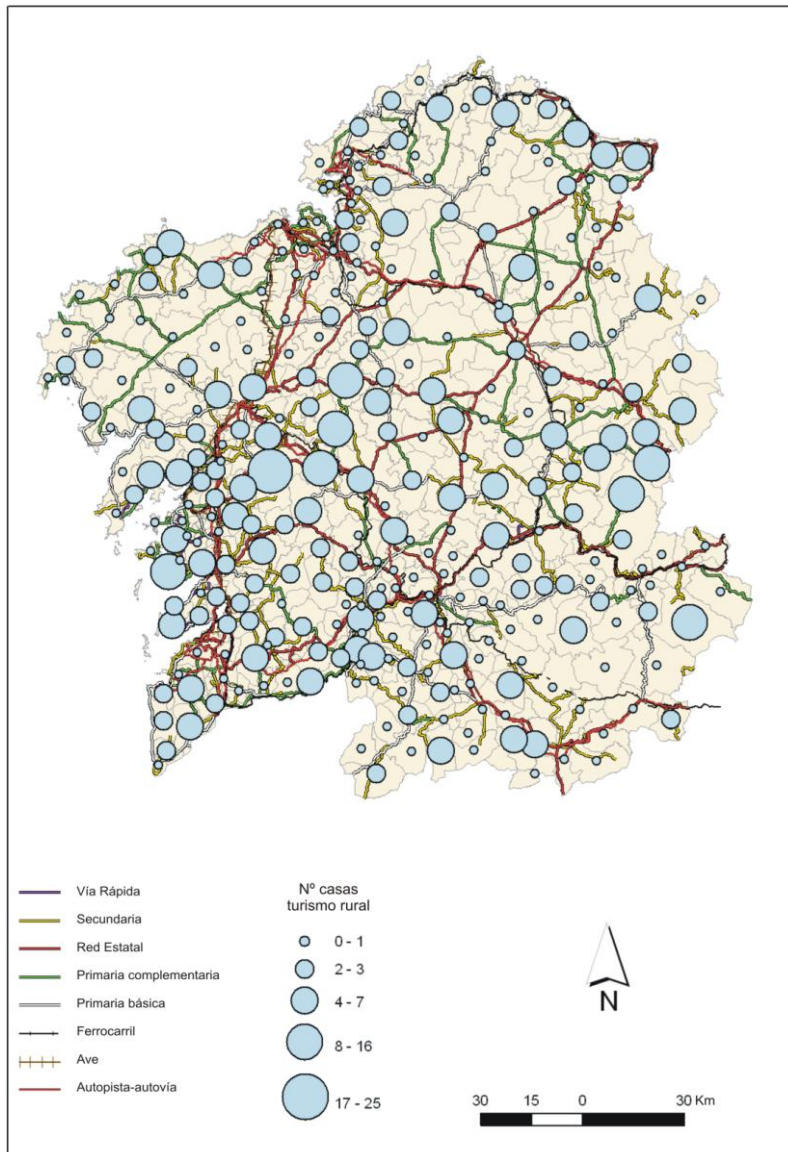 Vía Rápida
Secundaria
Red Estatal
Primaria complementaria
Primaria básica
Ferrocarril
Ave
Autopista-autovía
Nº casas
turismo rural
0 - 1
2 - 3
4 - 7
8 - 16
17 - 25
N
30 15 0 30 Km